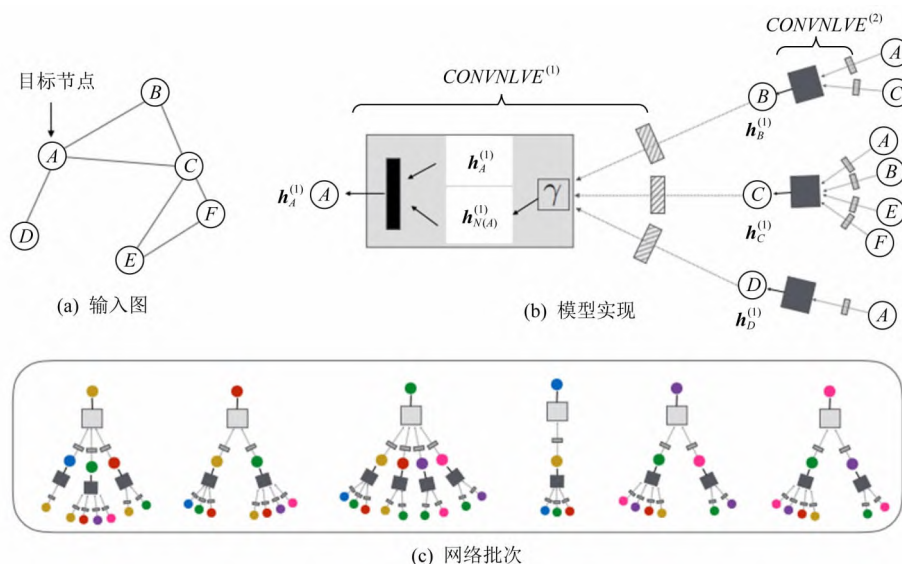 目标节点
A
B
C
D
E
F
(a) 输入图
CONVNLVE^{(1)}
CONVNLVE^{(2)}
h_A^{(1)}
A
h_A^{(1)}
h_{N(A)}^{(1)}
γ
B
h_B^{(1)}
A
C
C
h_C^{(1)}
A
B
E
F
D
h_D^{(1)}
A
(b) 模型实现
(c) 网络批次